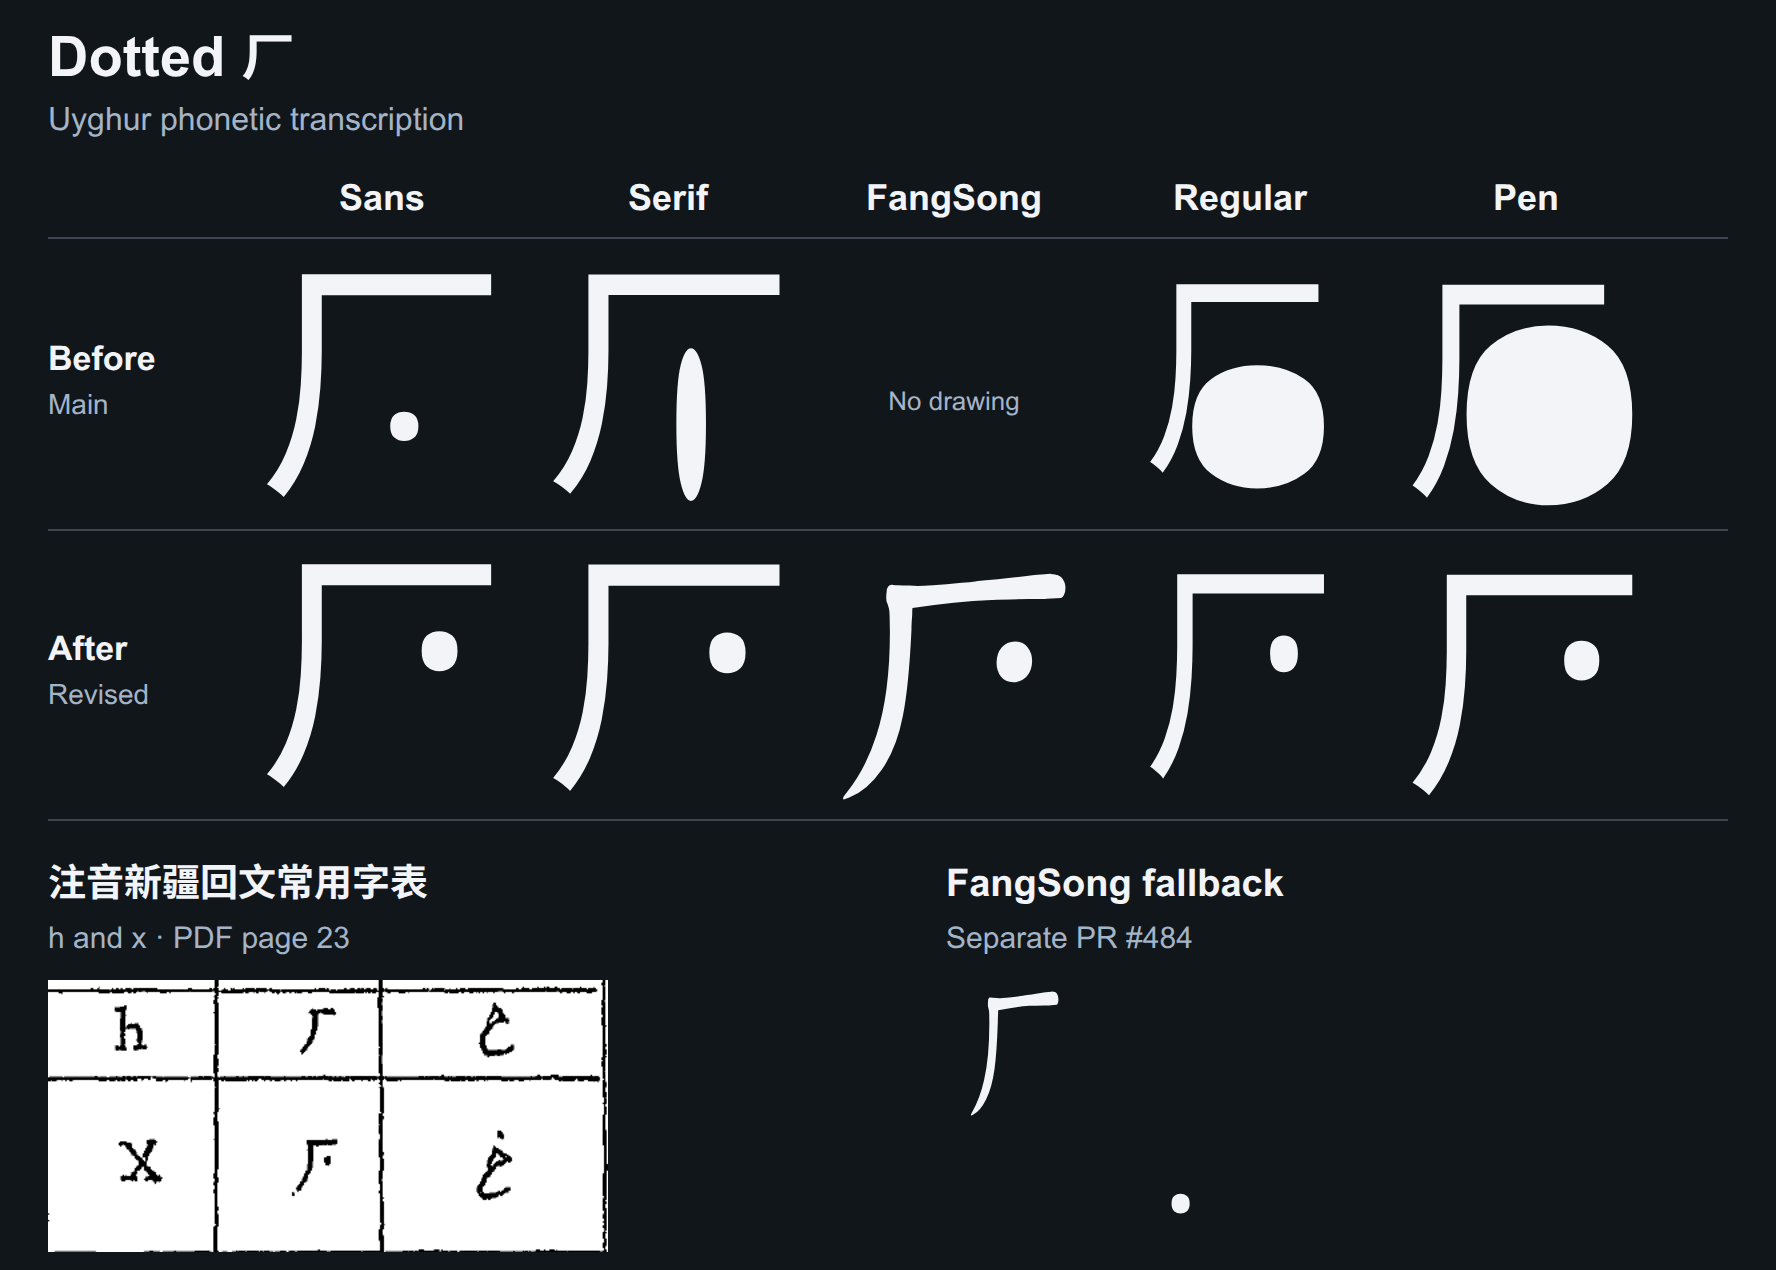 Dotted 厂
Uyghur phonetic transcription
Sans Serif FangSong Regular Pen
Before
Main
No drawing
After
Revised
注音新疆回文常用字表
h and x · PDF page 23
FangSong fallback
Separate PR #484
h ㄏ
x